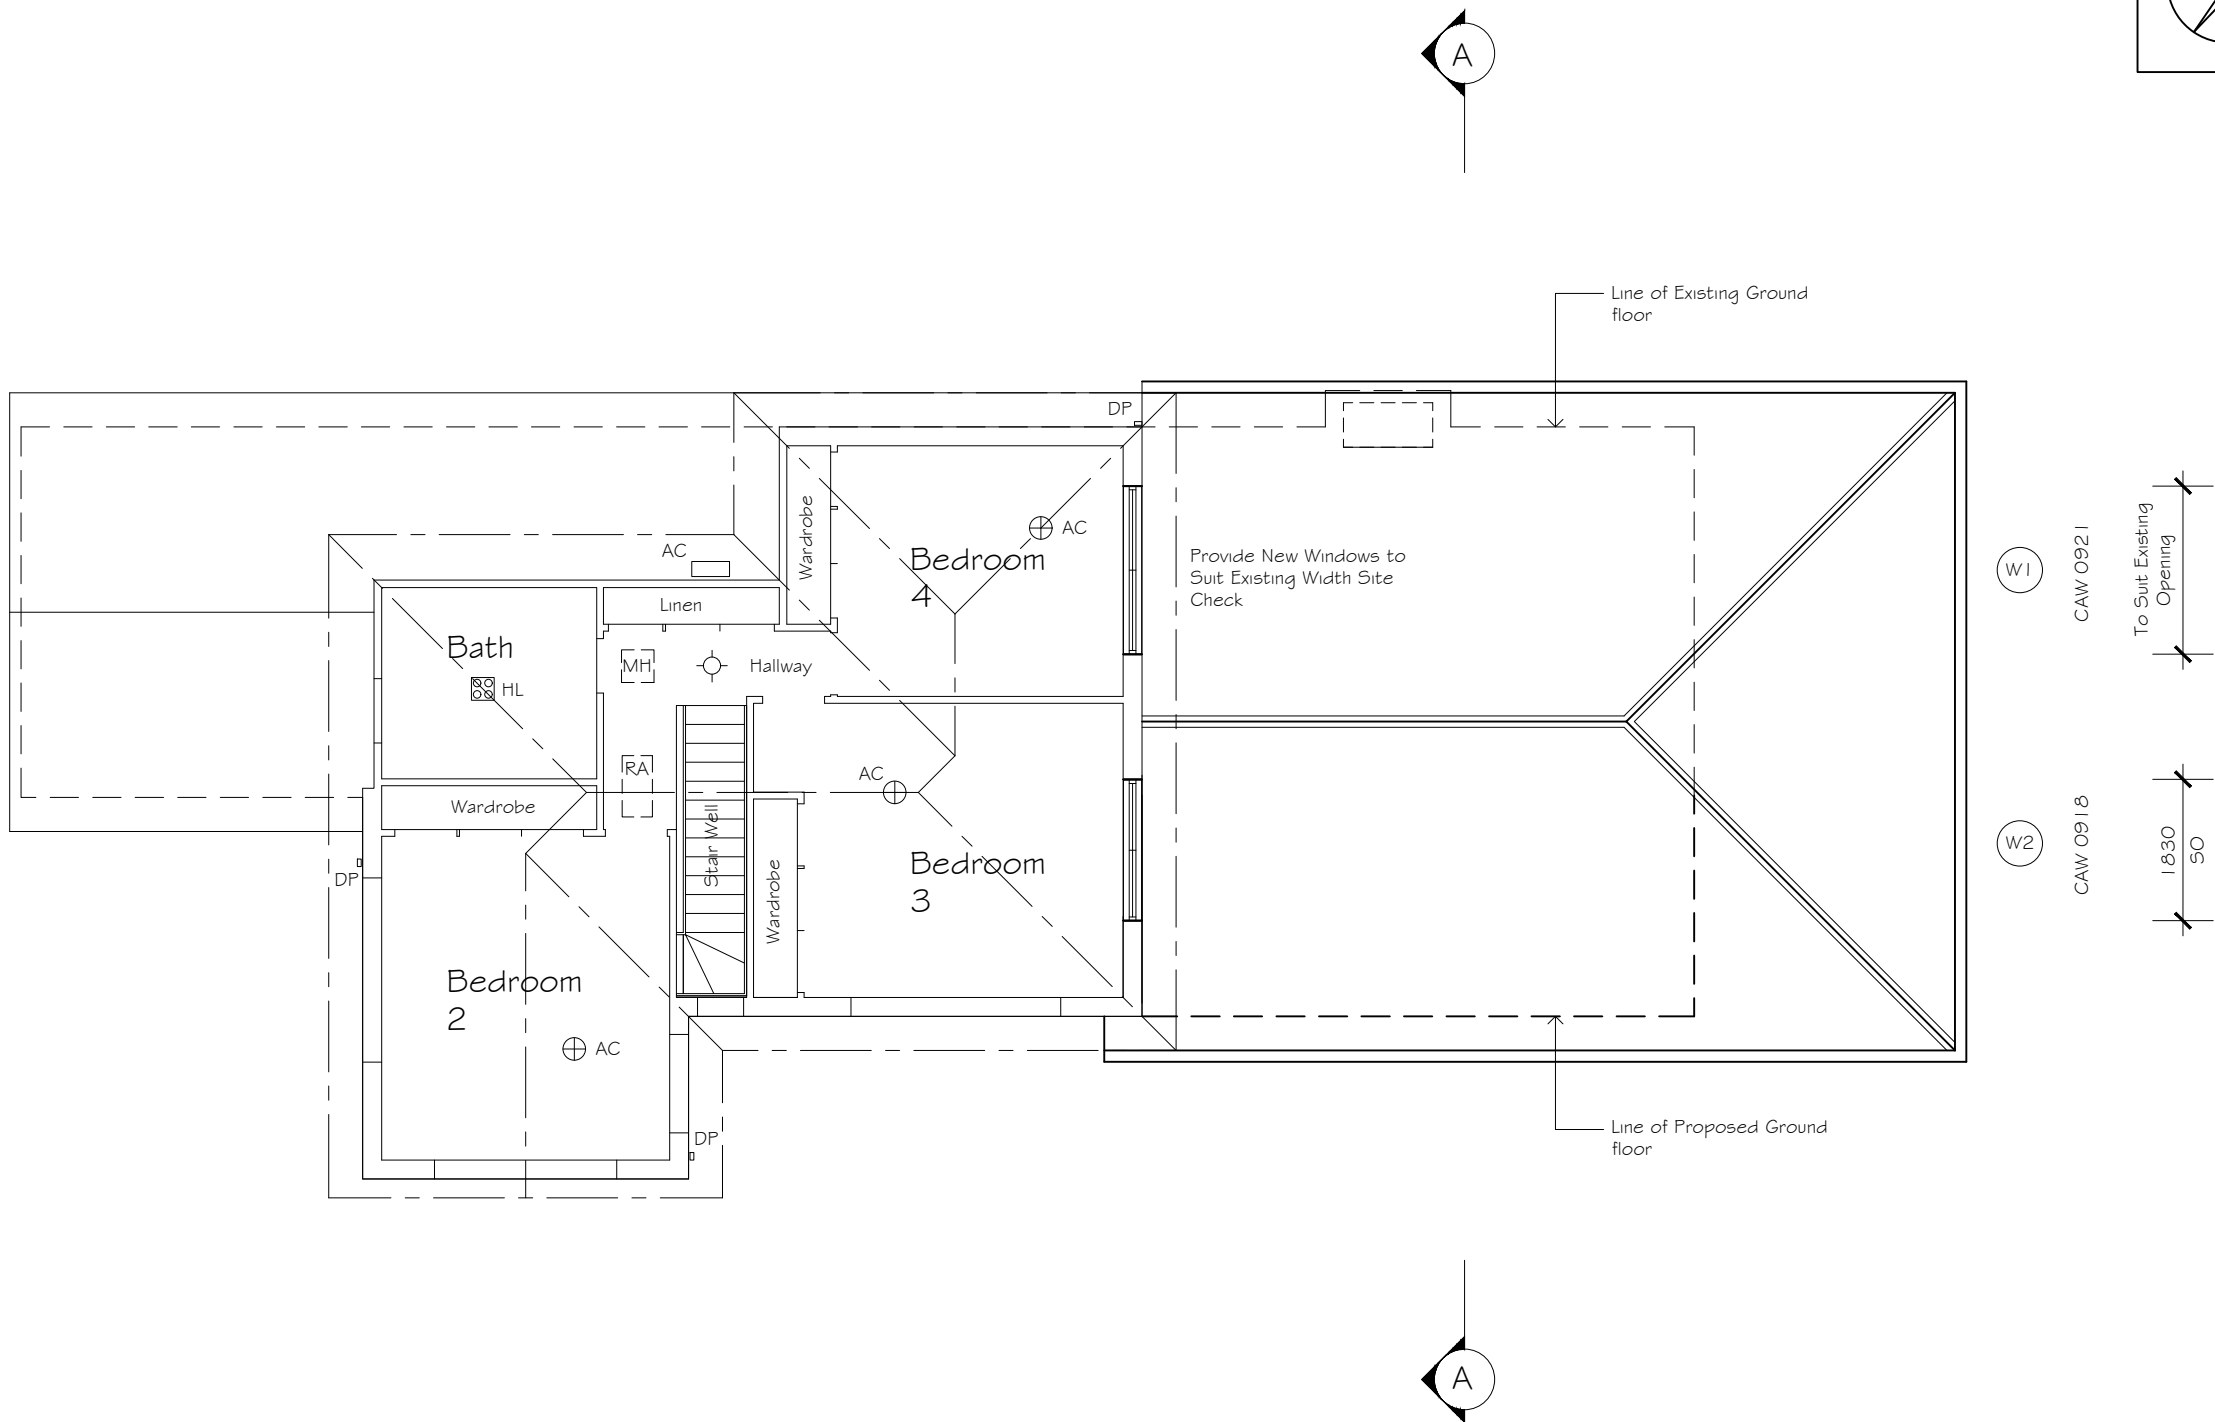 A
Line of Existing Ground
floor
DP
Wardrobe
AC
AC
Bedroom
4
Provide New Windows to
Suit Existing Width Site
Check
W1
CAW 0921
To Suit Existing
Opening
Linen
Bath
HL
MH
Hallway
RA
AC
Wardrobe
Stair Well
Wardrobe
Bedroom
3
W2
CAW 0918
1830
SO
DP
Bedroom
2
AC
DP
Line of Proposed Ground
floor
A